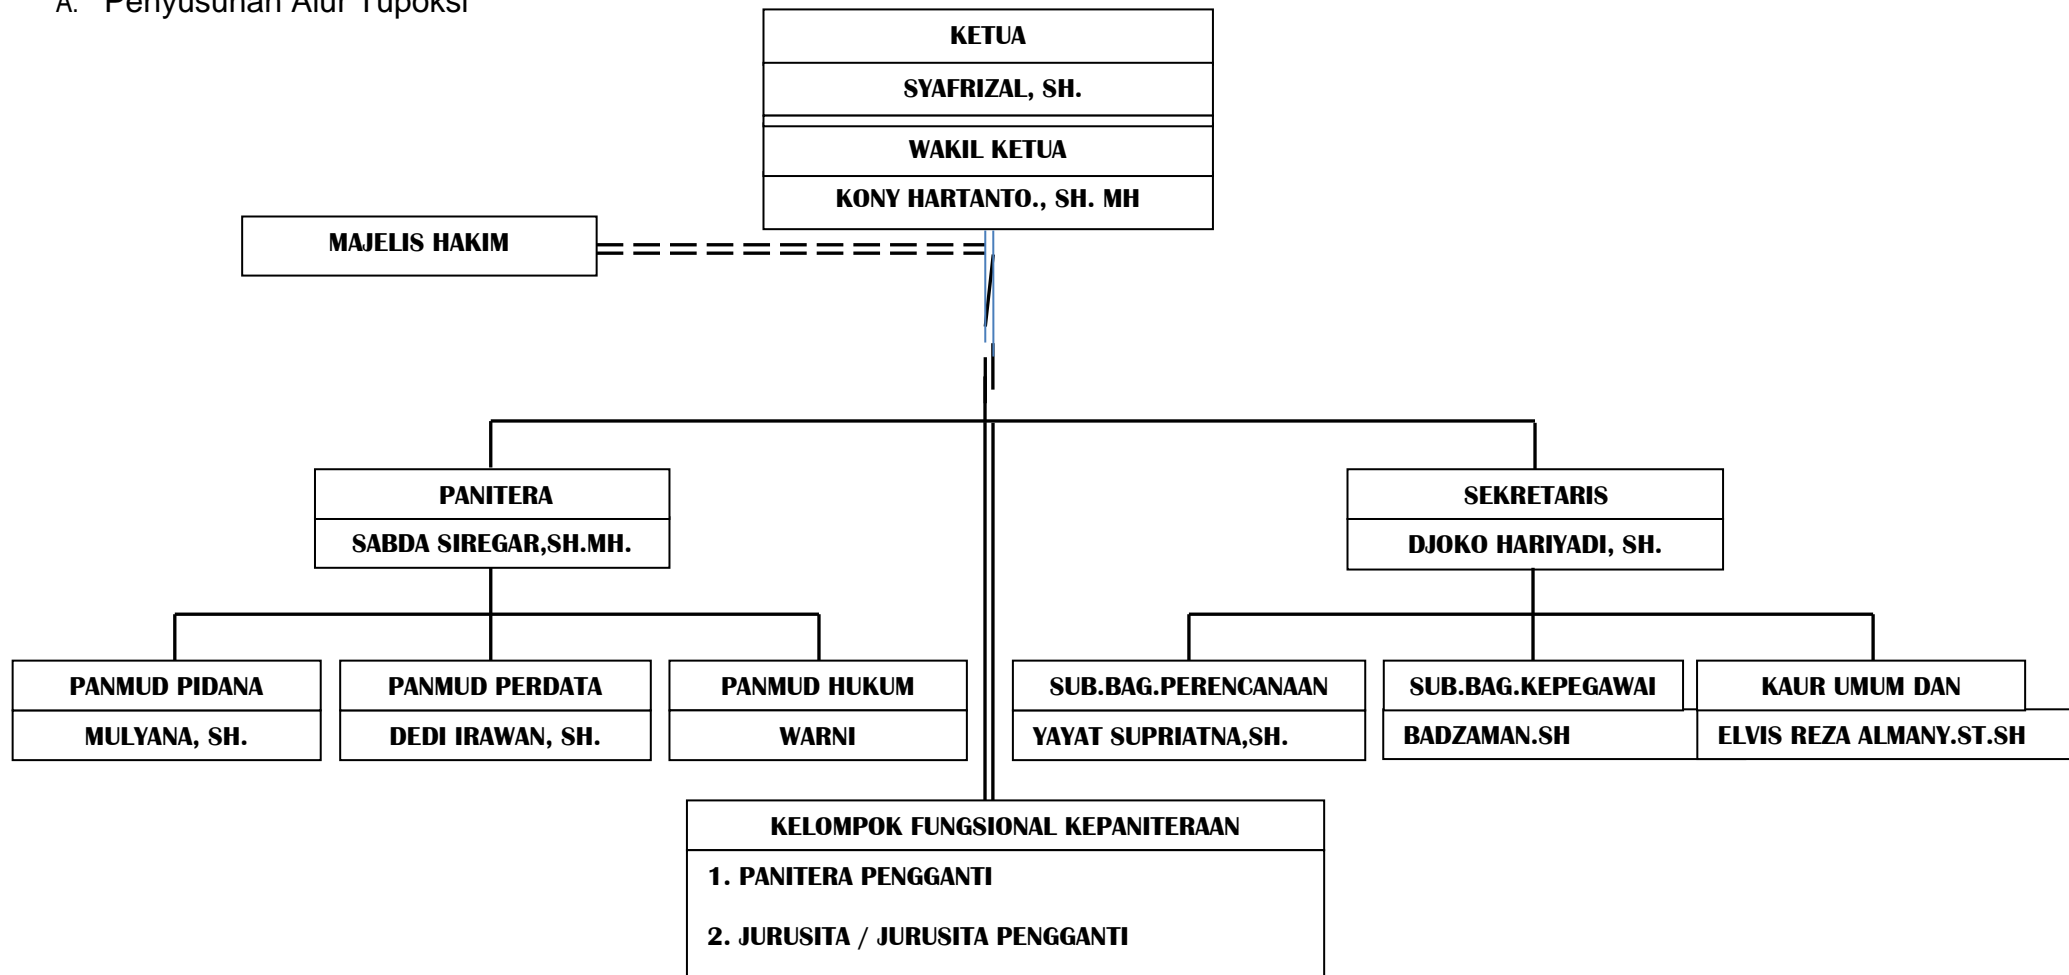 A. Penyusunan Alur Tupoksi
KETUA
SYAFRIZAL, SH.
WAKIL KETUA
KONY HARTANTO., SH. MH
MAJELIS HAKIM
PANITERA
SABDA SIREGAR,SH.MH.
SEKRETARIS
DJOKO HARIYADI, SH.
PANMUD PIDANA
MULYANA, SH.
PANMUD PERDATA
DEDI IRAWAN, SH.
PANMUD HUKUM
WARNI
SUB.BAG.PERENCANAAN
YAYAT SUPRIATNA,SH.
SUB.BAG.KEPEGAWAI
BADZAMAN.SH
KAUR UMUM DAN
ELVIS REZA ALMANY.ST.SH
KELOMPOK FUNGSIONAL KEPANITERAAN
1. PANITERA PENGGANTI
2. JURUSITA / JURUSITA PENGGANTI